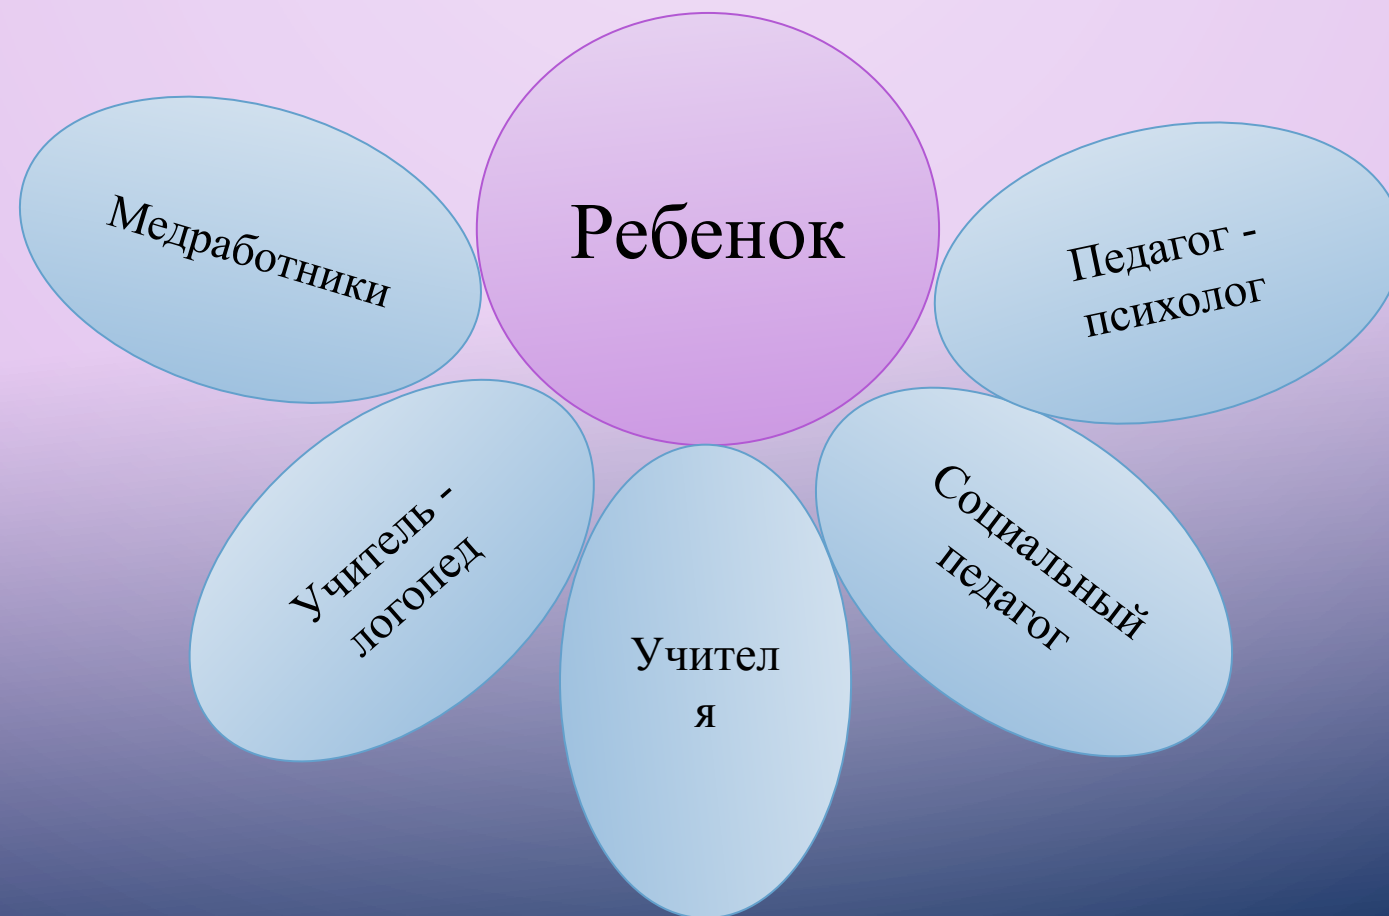 Ребенок
Медработники
Педагог -
психолог
Учитель -
логопед
Социальный
педагог
Учител
я